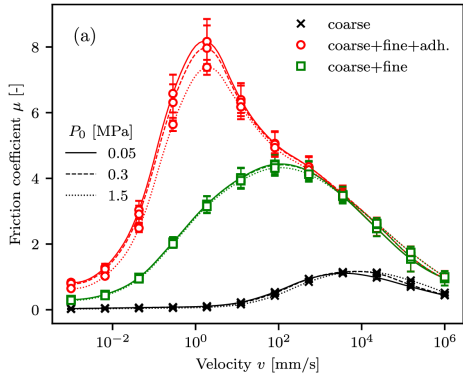 (a)
× coarse
coarse+fine+adh.
coarse+fine
P₀ [MPa]
0.05
0.3
1.5
Friction coefficient μ [-]
8
6
4
2
0
10⁻² 10⁰ 10² 10⁴ 10⁶
Velocity v [mm/s]